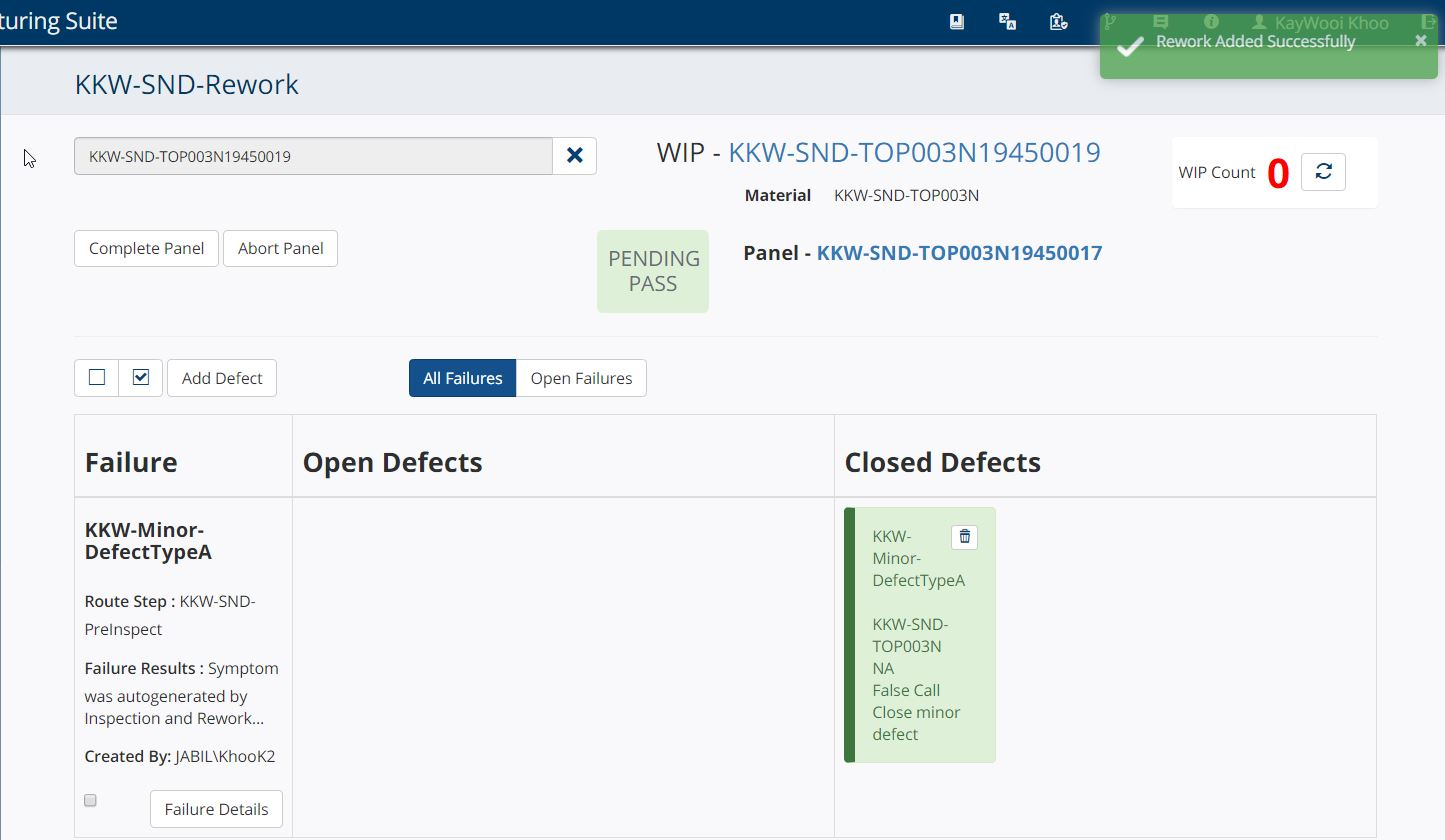 turing Suite
KayWooi Khoo
Rework Added Successfully
KKW-SND-Rework
KKW-SND-TOP003N19450019
WIP - KKW-SND-TOP003N19450019
Material KKW-SND-TOP003N
WIP Count 0
Complete Panel
Abort Panel
PENDING
PASS
Panel - KKW-SND-TOP003N19450017
Add Defect
All Failures
Open Failures
Failure
Open Defects
Closed Defects
KKW-Minor-
DefectTypeA
Route Step : KKW-SND-
PreInspect
Failure Results : Symptom
was autogenerated by
Inspection and Rework...
Created By: JABIL\KhooK2
Failure Details
KKW-
Minor-
DefectTypeA
KKW-SND-
TOP003N
NA
False Call
Close minor
defect